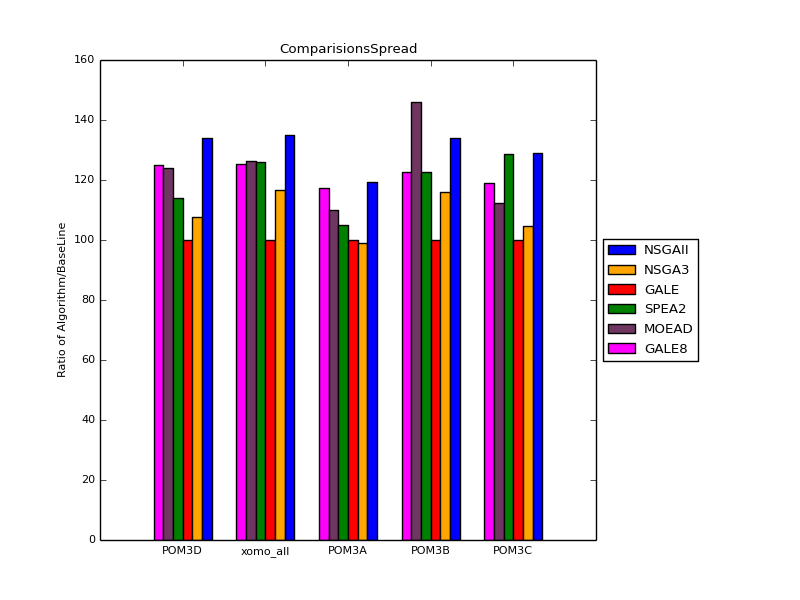 ComparisionsSpread
160
140
120
100
80
60
40
20
0
Ratio of Algorithm/BaseLine
POM3D xomo_all POM3A POM3B POM3C
NSGAII
NSGA3
GALE
SPEA2
MOEAD
GALE8